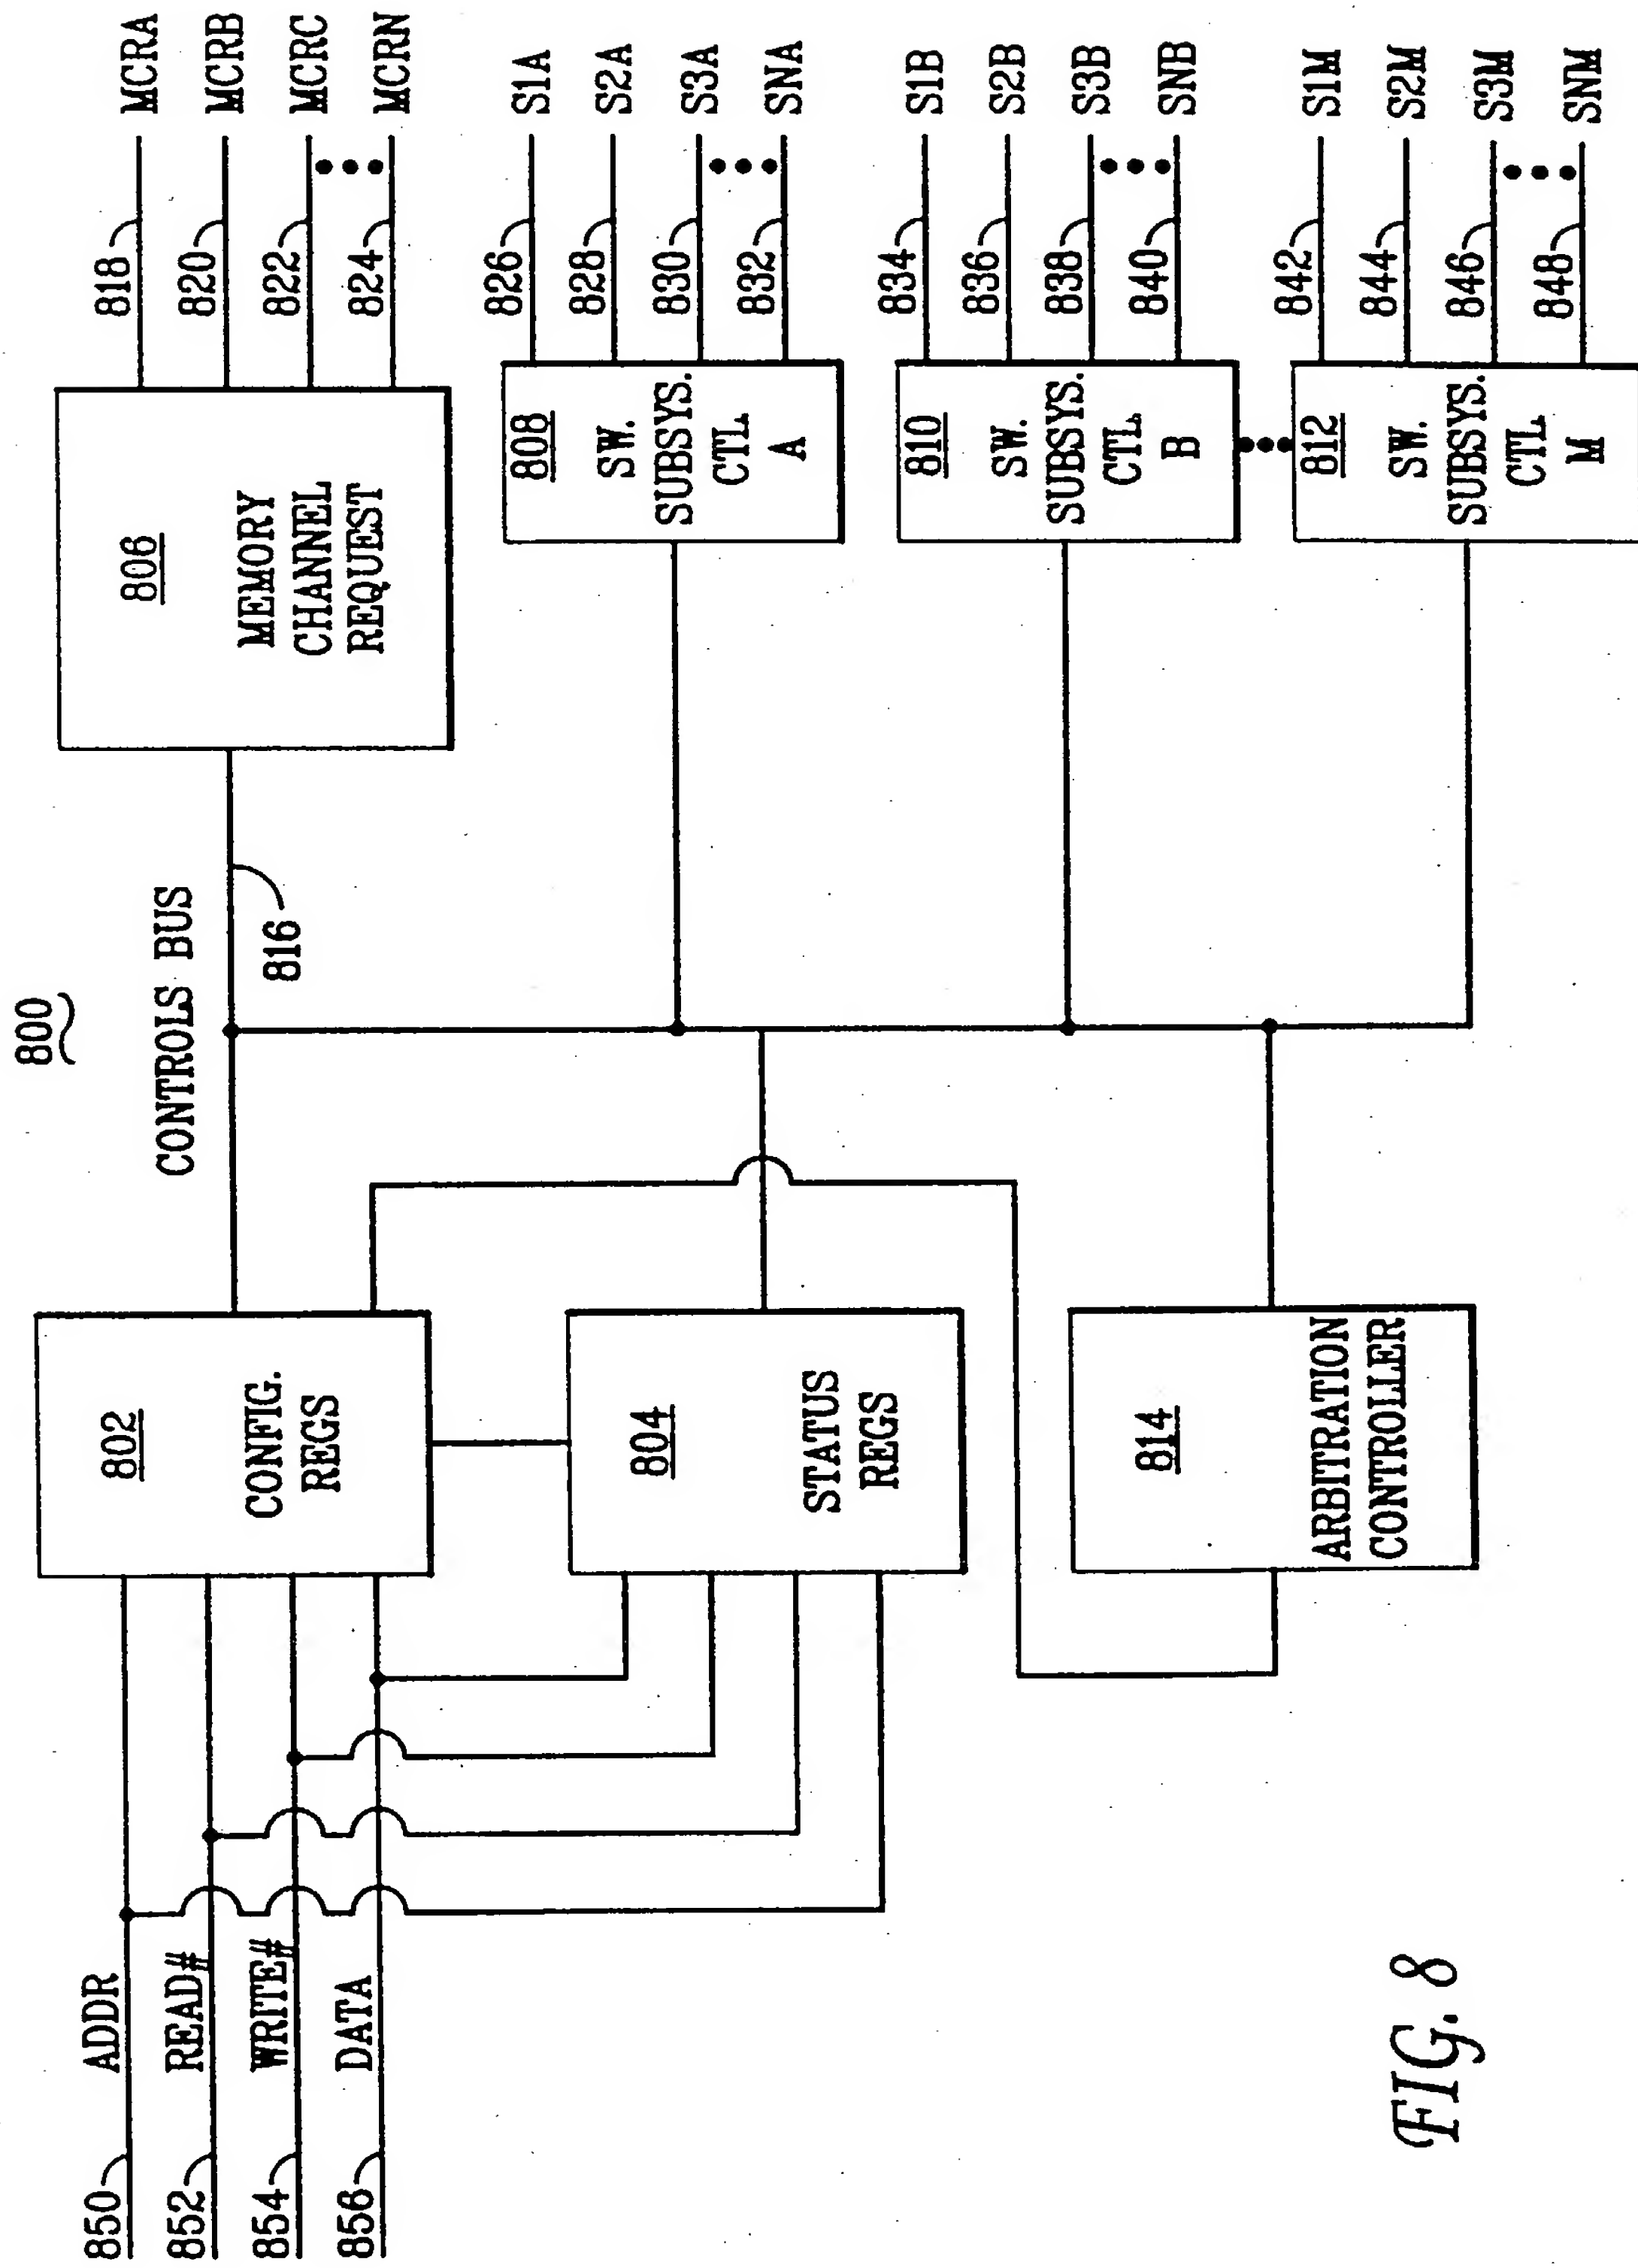 800
850
ADDR
852
READ#
854
WRITE#
856
DATA
802
CONFIG.
REGS
804
STATUS
REGS
814
ARBITRATION
CONTROLLER
CONTROLS BUS
816
806
MEMORY
CHANNEL
REQUEST
818
MCRA
820
MCRB
822
MCRC
824
MCRN
808
SW.
SUBSYS.
CTL
A
826
S1A
828
S2A
830
S3A
832
SNA
810
SW.
SUBSYS.
CTL
B
834
S1B
836
S2B
838
S3B
840
SNB
812
SW.
SUBSYS.
CTL
M
842
S1M
844
S2M
846
S3M
848
SNM
FIG. 8